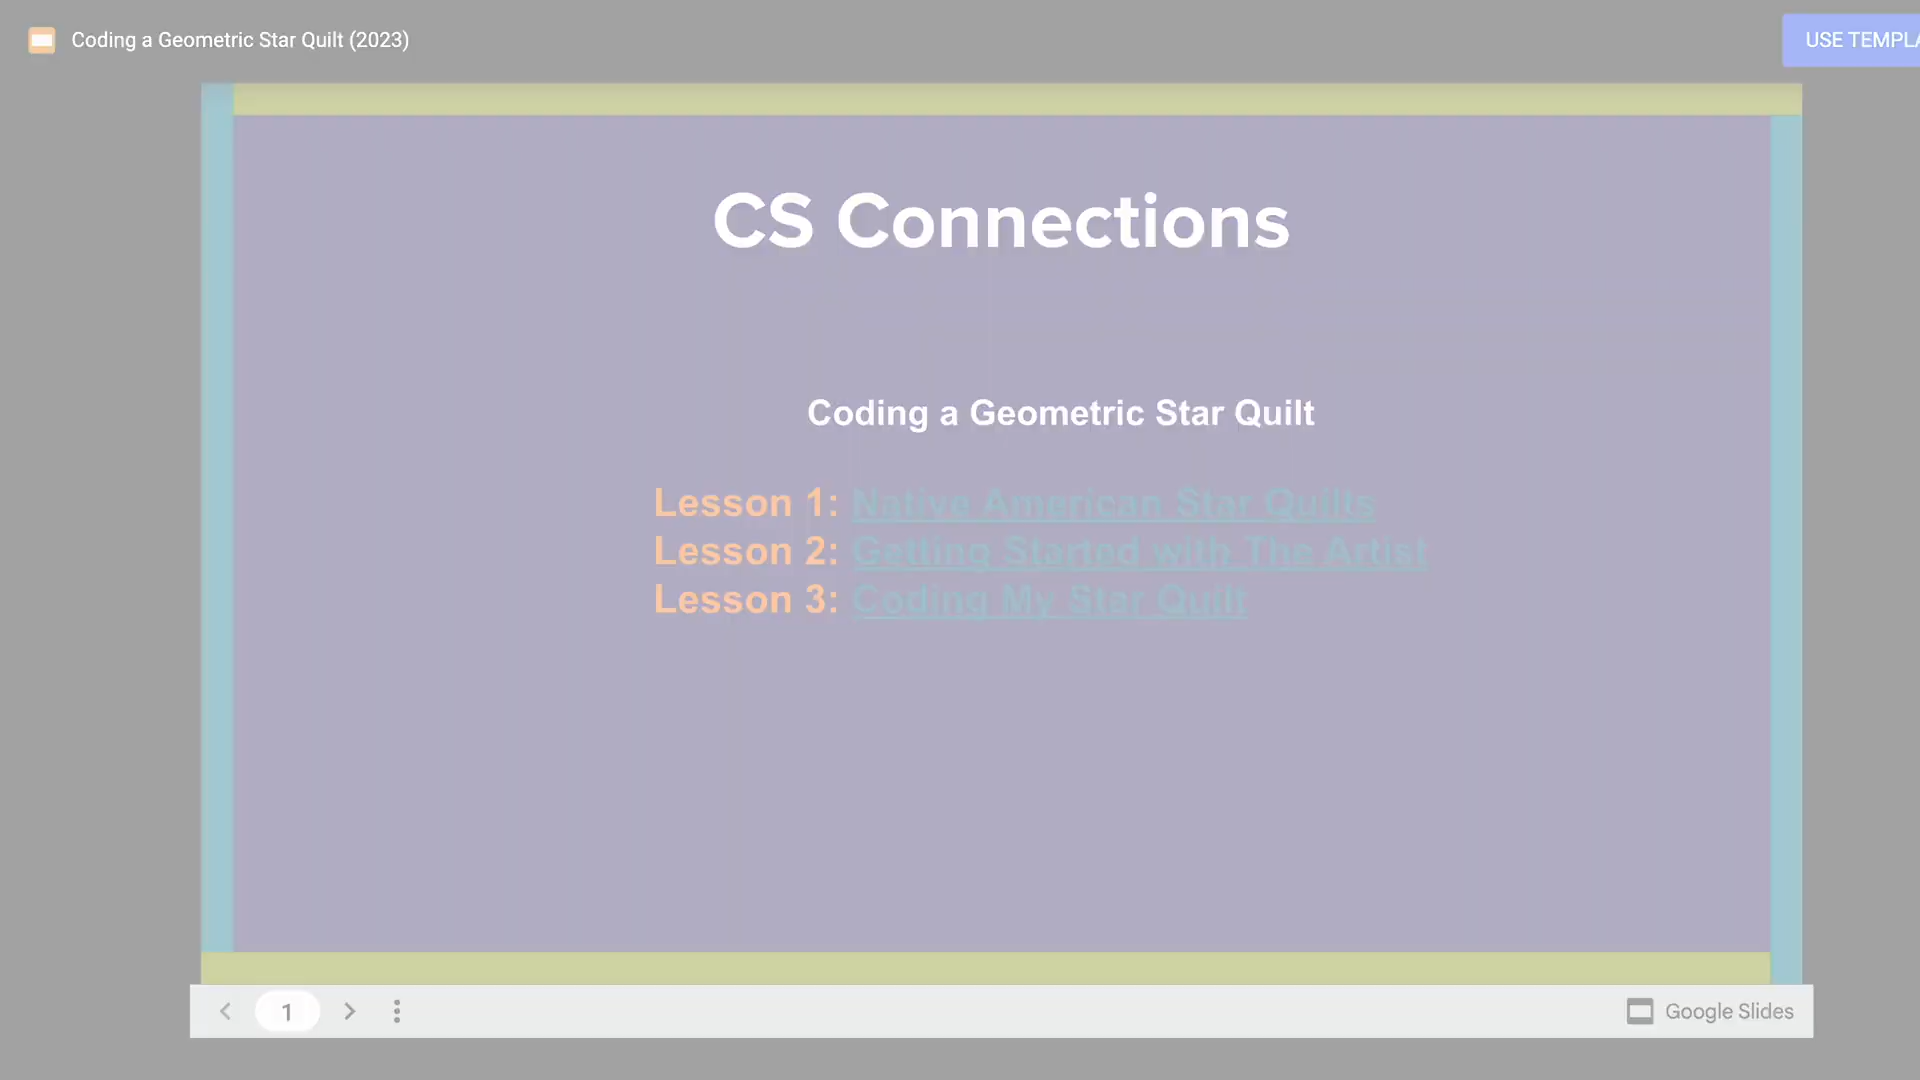 Coding a Geometric Star Quilt (2023)
USE TEMPLA
CS Connections
Coding a Geometric Star Quilt
Lesson 1: Native American Star Quilts
Lesson 2: Getting Started with The Artist
Lesson 3: Coding My Star Quilt
1
Google Slides